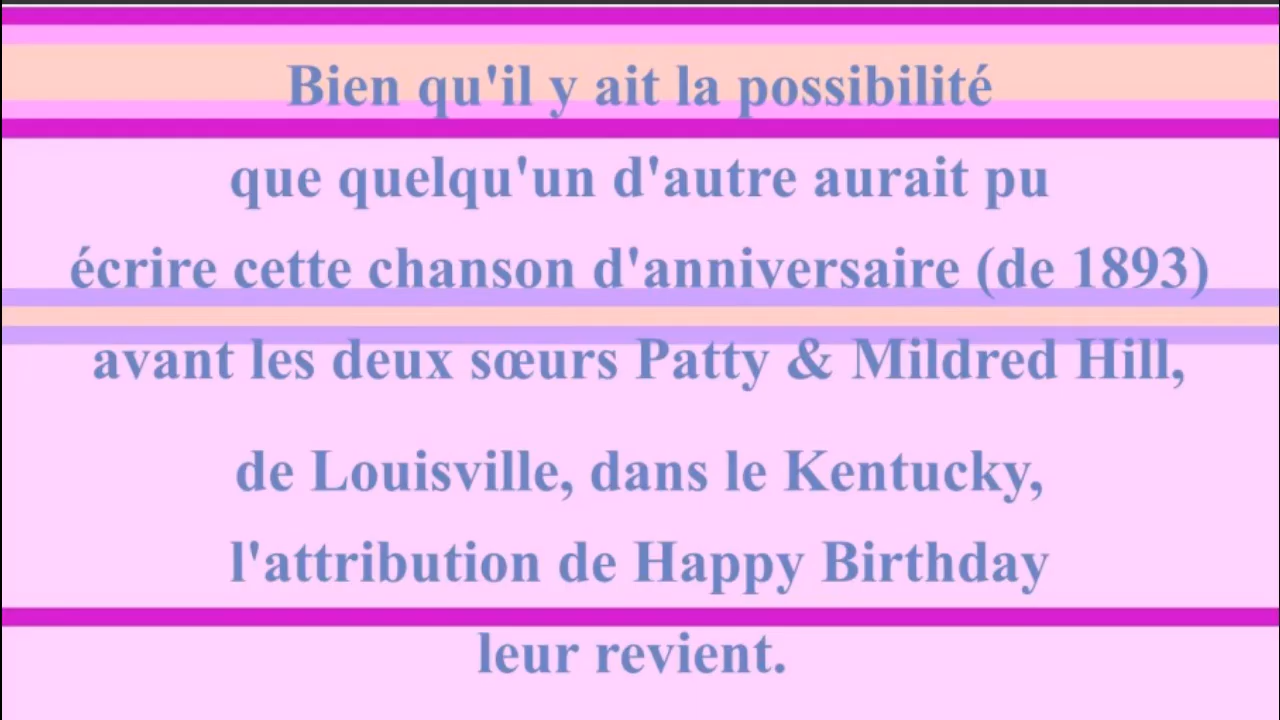 Bien qu'il y ait la possibilité
que quelqu'un d'autre aurait pu
écrire cette chanson d'anniversaire (de 1893)
avant les deux sœurs Patty & Mildred Hill,
de Louisville, dans le Kentucky,
l'attribution de Happy Birthday
leur revient.